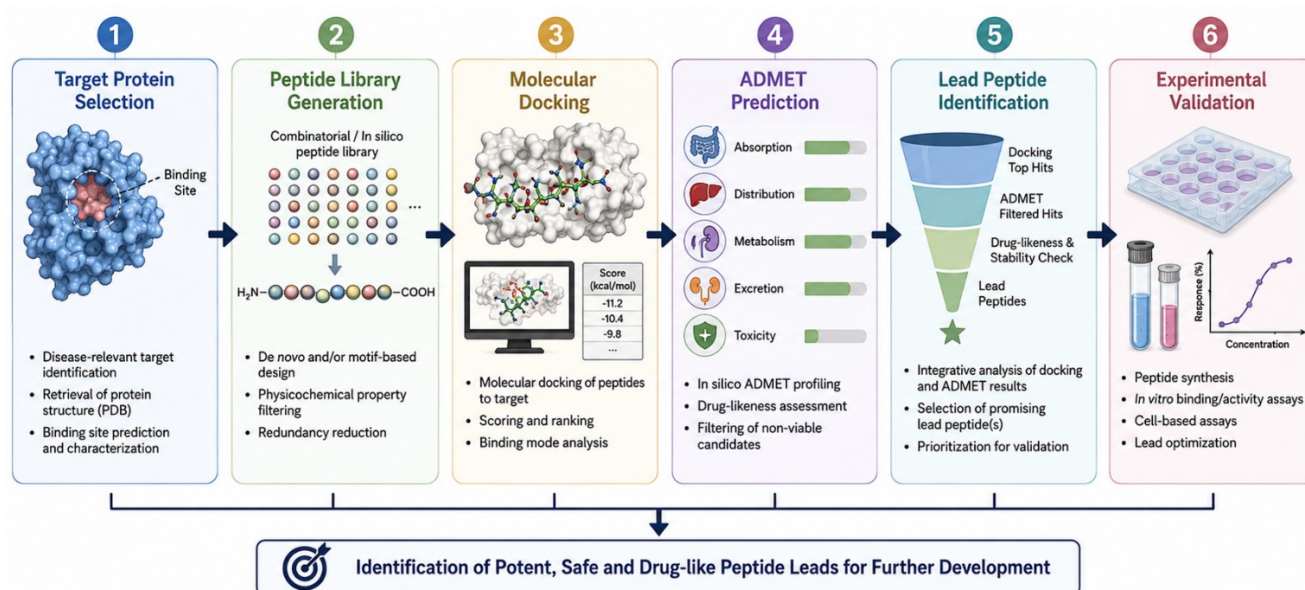 1
Target Protein
Selection
Binding
Site
• Disease-relevant target
identification
• Retrieval of protein
structure (PDB)
• Binding site prediction
and characterization
2
Peptide Library
Generation
Combinatorial / In silico
peptide library
...
H₂N
COOH
• De novo and/or motif-based
design
• Physicochemical property
filtering
• Redundancy reduction
3
Molecular
Docking
Score
(kcal/mol)
-11.2
-10.4
-9.8
...
• Molecular docking of peptides
to target
• Scoring and ranking
• Binding mode analysis
4
ADMET
Prediction
Absorption
Distribution
Metabolism
Excretion
Toxicity
• In silico ADMET profiling
• Drug-likeness assessment
• Filtering of non-viable
candidates
5
Lead Peptide
Identification
Docking
Top Hits
ADMET
Filtered Hits
Drug-likeness &
Stability Check
Lead
Peptides
• Integrative analysis of docking
and ADMET results
• Selection of promising
lead peptide(s)
• Prioritization for validation
6
Experimental
Validation
Response (%)
Concentration
• Peptide synthesis
• In vitro binding/activity assays
• Cell-based assays
• Lead optimization
Identification of Potent, Safe and Drug-like Peptide Leads for Further Development